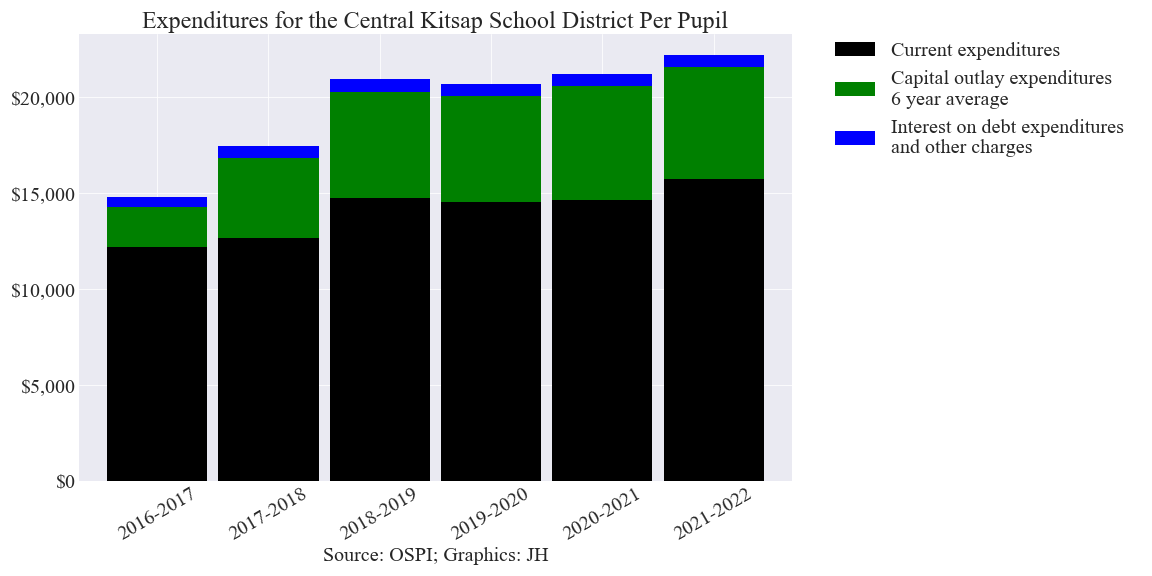 Expenditures for the Central Kitsap School District Per Pupil
Current expenditures
Capital outlay expenditures
6 year average
Interest on debt expenditures
and other charges
$20,000
$15,000
$10,000
$5,000
$0
2016-2017
2017-2018
2018-2019
2019-2020
2020-2021
2021-2022
Source: OSPI; Graphics: JH